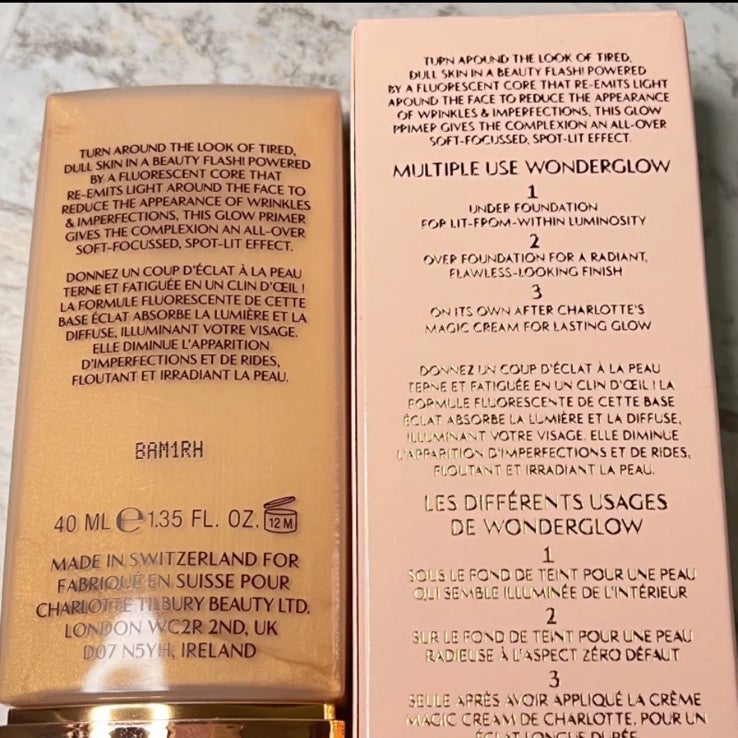 TURN AROUND THE LOOK OF TIRED,
DULL SKIN IN A BEAUTY FLASH! POWERED
BY A FLUORESCENT CORE THAT
RE-EMITS LIGHT AROUND THE FACE TO
REDUCE THE APPEARANCE OF WRINKLES
& IMPERFECTIONS, THIS GLOW PRIMER
GIVES THE COMPLEXION AN ALL-OVER
SOFT-FOCUSSED, SPOT-LIT EFFECT.
DONNEZ UN COUP D'ÉCLAT À LA PEAU
TERNE ET FATIGUÉE EN UN CLIN D'ŒIL !
LA FORMULE FLUORESCENTE DE CETTE
BASE ÉCLAT ABSORBE LA LUMIÈRE ET LA
DIFFUSE, ILLUMINANT VOTRE VISAGE.
ELLE DIMINUE L'APPARITION
D'IMPERFECTIONS ET DE RIDES,
FLOUTANT ET IRRADIANT LA PEAU.
BAM1RH
40 ML e 1.35 FL. OZ. 12 M
MADE IN SWITZERLAND FOR
FABRIQUÉ EN SUISSE POUR
CHARLOTTE TILBURY BEAUTY LTD.
LONDON WC2R 2ND, UK
D07 N5YH, IRELAND
TURN AROUND THE LOOK OF TIRED,
DULL SKIN IN A BEAUTY FLASH! POWERED
BY A FLUORESCENT CORE THAT RE-EMITS LIGHT
AROUND THE FACE TO REDUCE THE APPEARANCE
OF WRINKLES & IMPERFECTIONS, THIS GLOW
PRIMER GIVES THE COMPLEXION AN ALL-OVER
SOFT-FOCUSSED, SPOT-LIT EFFECT.
MULTIPLE USE WONDERGLOW
1
UNDER FOUNDATION
FOR LIT-FROM-WITHIN LUMINOSITY
2
OVER FOUNDATION FOR A RADIANT,
FLAWLESS-LOOKING FINISH
3
ON ITS OWN AFTER CHARLOTTE'S
MAGIC CREAM FOR LASTING GLOW
DONNEZ UN COUP D'ÉCLAT À LA PEAU
TERNE ET FATIGUÉE EN UN CLIN D'ŒIL ! LA
FORMULE FLUORESCENTE DE CETTE BASE
ÉCLAT ABSORBE LA LUMIÈRE ET LA DIFFUSE,
ILLUMINANT VOTRE VISAGE. ELLE DIMINUE
L'APPARITION D'IMPERFECTIONS ET DE RIDES,
FLOUTANT ET IRRADIANT LA PEAU.
LES DIFFÉRENTS USAGES
DE WONDERGLOW
1
SOUS LE FOND DE TEINT POUR UNE PEAU
QUI SEMBLE ILLUMINÉE DE L'INTÉRIEUR
2
SUR LE FOND DE TEINT POUR UNE PEAU
RADIEUSE À L'ASPECT ZÉRO DÉFAUT
3
SEULE APRÈS AVOIR APPLIQUÉ LA CRÈME
MAGIC CREAM DE CHARLOTTE, POUR UN
ÉCLAT LONGUE DURÉE